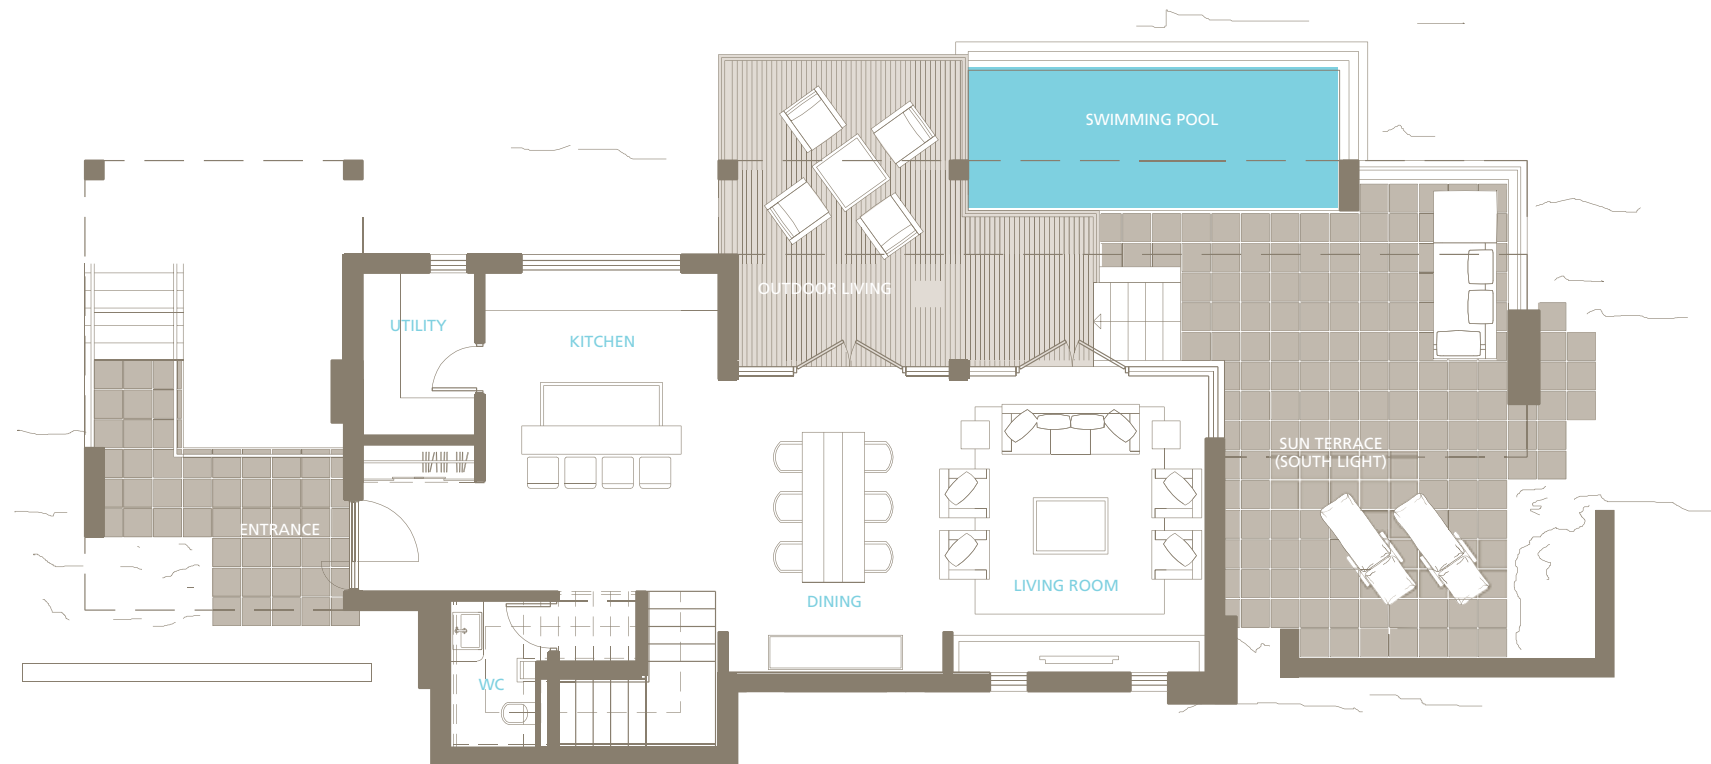 SWIMMING POOL
OUTDOOR LIVING
UTILITY
KITCHEN
SUN TERRACE
(SOUTH LIGHT)
ENTRANCE
LIVING ROOM
DINING
WC